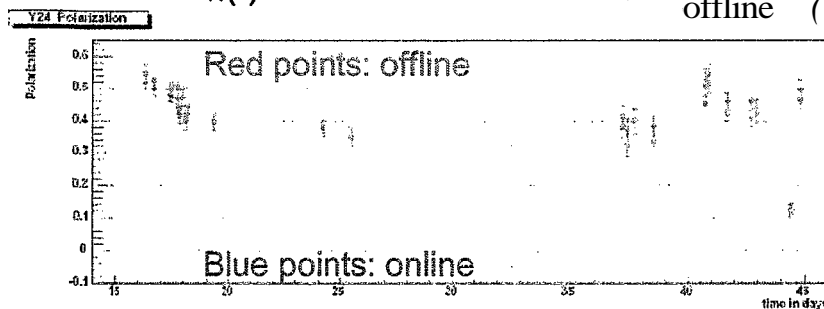 offline (
Y24 Polarization
Polarization
Red points: offline
0.6
0.5
0.4
0.3
0.2
0.1
0
-0.1
Blue points: online
15 20 25 30 35 40 45
time in days